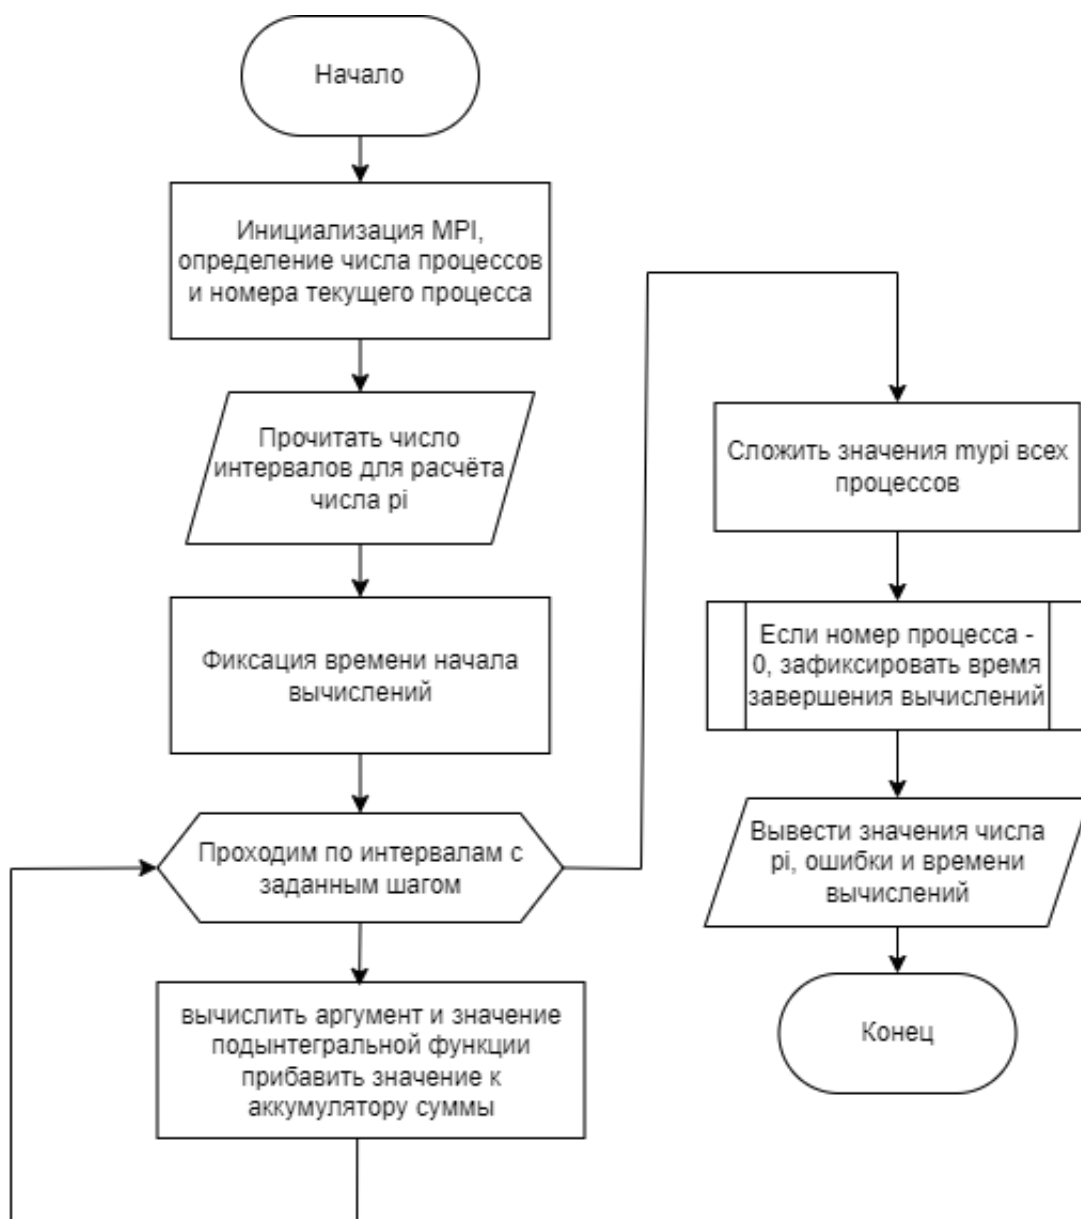 Начало
Инициализация MPI,
определение числа процессов
и номера текущего процесса
Прочитать число
интервалов для расчёта
числа pi
Фиксация времени начала
вычислений
Проходим по интервалам с
заданным шагом
вычислить аргумент и значение
подынтегральной функции
прибавить значение к
аккумулятору суммы
Сложить значения mypi всех
процессов
Если номер процесса -
0, зафиксировать время
завершения вычислений
Вывести значения числа
pi, ошибки и времени
вычислений
Конец